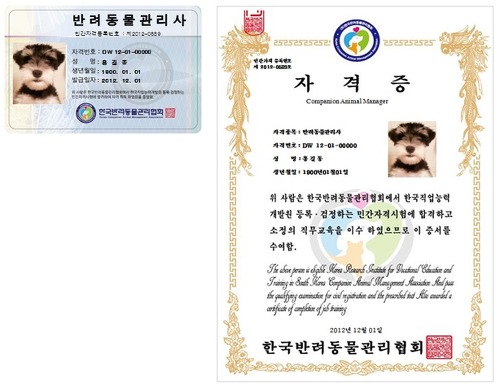 반려동물관리사
민간자격등록번호 : 제2012-0559
자격번호 : DW 12-01-00000
성 명 : 홍길동
생년월일 : 1900. 01. 01
발급일자 : 2012. 12. 01
한국반려동물관리협회
민간자격 등록번호
제 2012-0559호
자격증
Companion Animal Manager
자격종목 : 반려동물관리사
자격번호 : DW 12-01-00000
성 명 : 홍길동
생년월일 : 1900년01월01일
위 사람은 한국반려동물관리협회에서 한국직업능력
개발원 등록·검정하는 민간자격시험에 합격하고
소정의 직무교육을 이수 하였으므로 이 증서를
수여함.
The above person is eligible Korea Research Institute for Vocational Education and
Training in South Korea Companion Animal Management Association And pass
the qualifying examination for civil registration and the prescribed text Also awarded a
certificate of completion of job training
2012년 12월 01일
한국반려동물관리협회